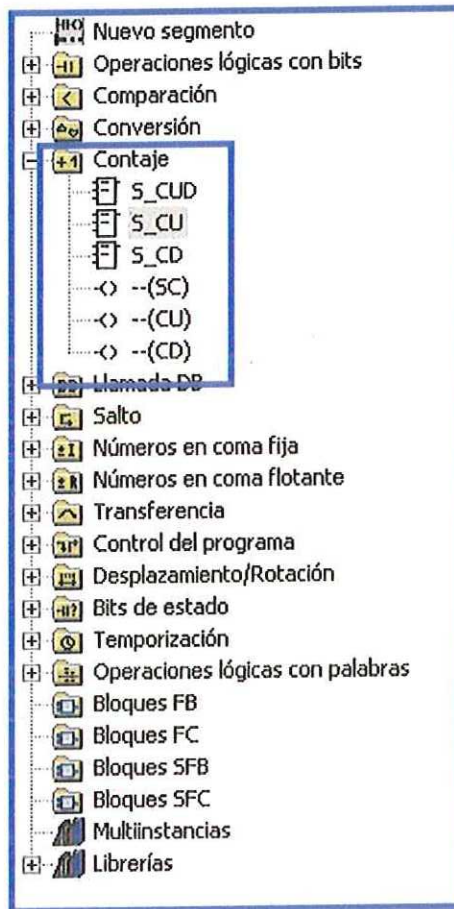 Nuevo segmento
Operaciones lógicas con bits
Comparación
Conversión
Contaje
S_CUD
S_CU
S_CD
--(SC)
--(CU)
--(CD)
Llamada DB
Salto
Números en coma fija
Números en coma flotante
Transferencia
Control del programa
Desplazamiento/Rotación
Bits de estado
Temporización
Operaciones lógicas con palabras
Bloques FB
Bloques FC
Bloques SFB
Bloques SFC
Multiinstancias
Librerías